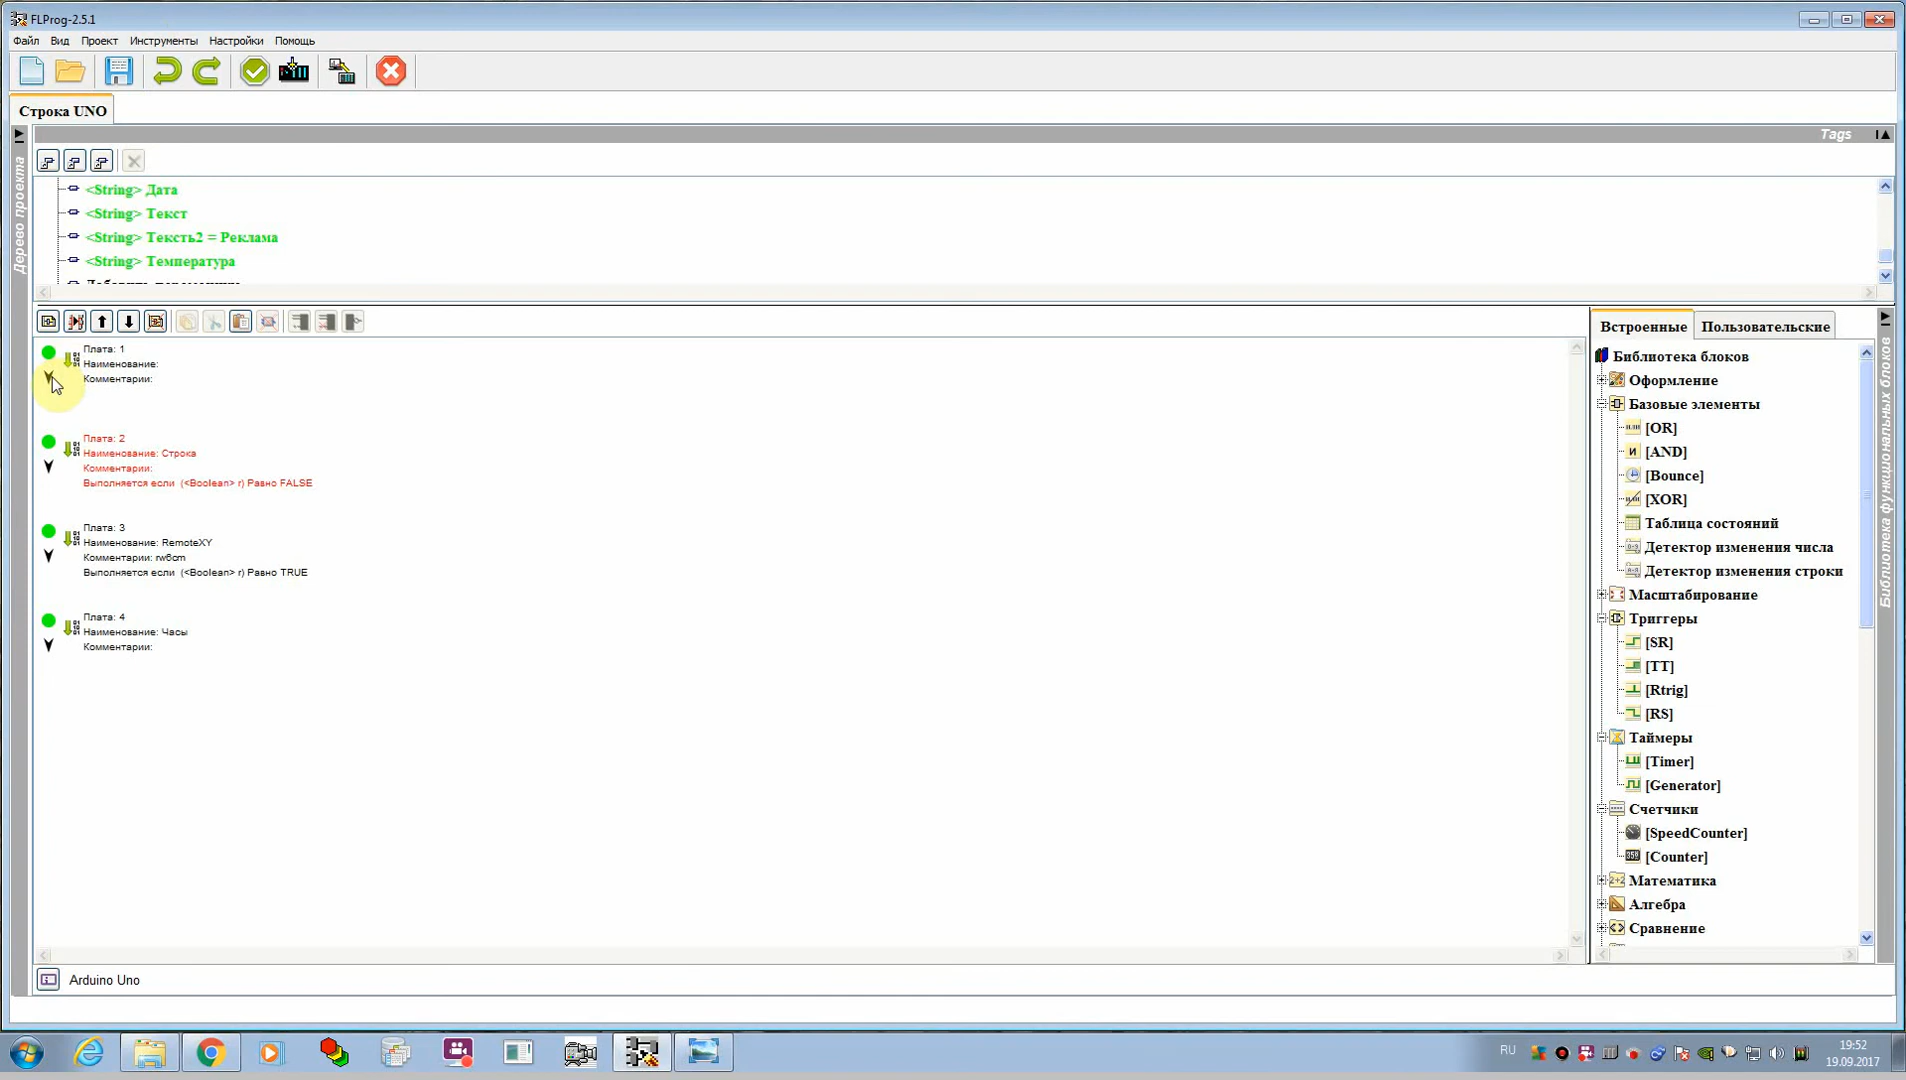 FLProg-2.5.1
Файл Вид Проект Инструменты Настройки Помощь
Строка UNO
Tags
Дерево проекта
<String> Дата
<String> Текст
<String> Тексть2 = Реклама
<String> Температура
Плата: 1
Наименование:
Комментарии:
Плата: 2
Наименование: Строка
Комментарии:
Выполняется если (<Boolean> r) Равно FALSE
Плата: 3
Наименование: RemoteXY
Комментарии: rw6cm
Выполняется если (<Boolean> r) Равно TRUE
Плата: 4
Наименование: Часы
Комментарии:
Встроенные Пользовательские
Библиотека блоков
Оформление
Базовые элементы
[OR]
[AND]
[Bounce]
[XOR]
Таблица состояний
Детектор изменения числа
Детектор изменения строки
Масштабирование
Триггеры
[SR]
[TT]
[Rtrig]
[RS]
Таймеры
[Timer]
[Generator]
Счетчики
[SpeedCounter]
[Counter]
Математика
Алгебра
Сравнение
Библиотека функциональных блоков
Arduino Uno
RU
19:52
19.09.2017